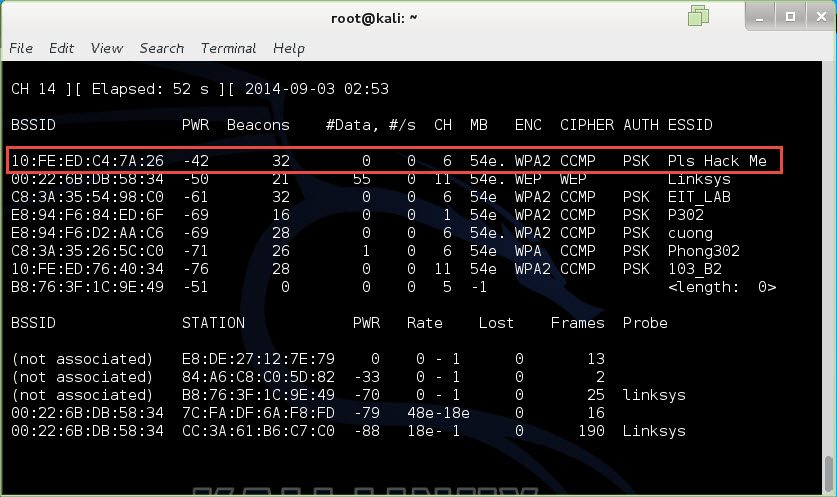 root@kali: ~
File Edit View Search Terminal Help
CH 14 ][ Elapsed: 52 s ][ 2014-09-03 02:53
BSSID PWR Beacons #Data, #/s CH MB ENC CIPHER AUTH ESSID
10:FE:ED:C4:7A:26 -42 32 0 0 6 54e. WPA2 CCMP PSK Pls Hack Me
00:22:6B:DB:58:34 -50 21 55 0 11 54e. WEP WEP Linksys
C8:3A:35:54:98:C0 -61 32 0 0 6 54e WPA2 CCMP PSK EIT_LAB
E8:94:F6:84:ED:6F -69 16 0 0 1 54e WPA2 CCMP PSK P302
E8:94:F6:D2:AA:C6 -69 28 0 0 6 54e. WPA2 CCMP PSK cuong
C8:3A:35:26:5C:C0 -71 26 1 0 6 54e WPA CCMP PSK Phong302
10:FE:ED:76:40:34 -76 28 0 0 11 54e WPA2 CCMP PSK 103_B2
B8:76:3F:1C:9E:49 -51 0 0 0 5 -1 <length: 0>
BSSID STATION PWR Rate Lost Frames Probe
(not associated) E8:DE:27:12:7E:79 0 0 - 1 0 13
(not associated) 84:A6:C8:C0:5D:82 -33 0 - 1 0 2
(not associated) B8:76:3F:1C:9E:49 -70 0 - 1 0 25 linksys
00:22:6B:DB:58:34 7C:FA:DF:6A:F8:FD -79 48e-18e 0 16
00:22:6B:DB:58:34 CC:3A:61:B6:C7:C0 -88 18e- 1 0 190 Linksys